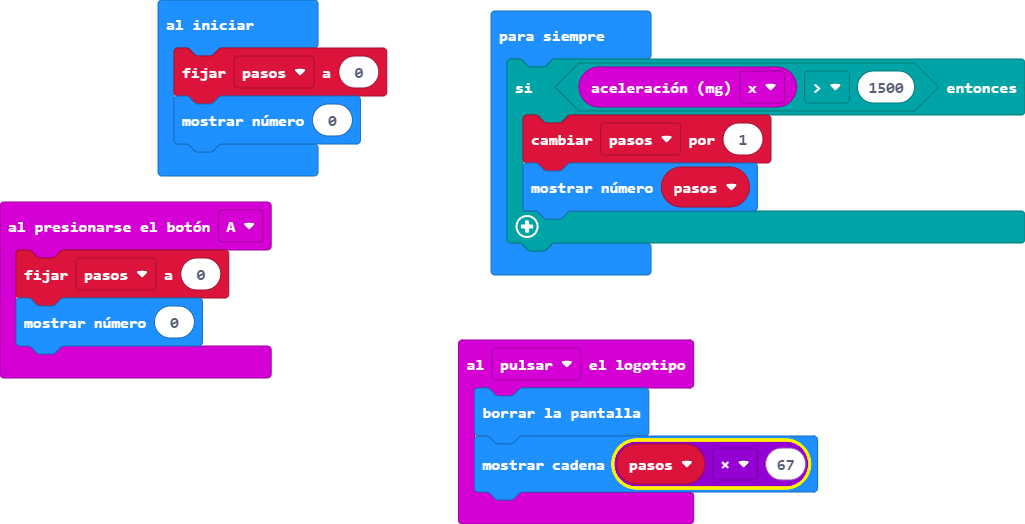 al iniciar
fijar pasos a 0
mostrar número 0
para siempre
si aceleración (mg) x > 1500 entonces
cambiar pasos por 1
mostrar número pasos
al presionarse el botón A
fijar pasos a 0
mostrar número 0
al pulsar el logotipo
borrar la pantalla
mostrar cadena pasos × 67